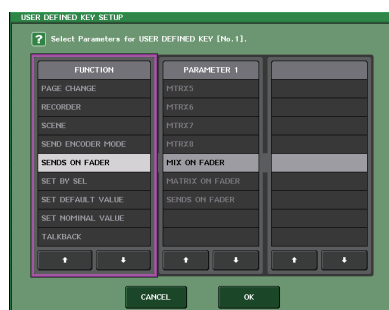 USER DEFINED KEY SETUP
? Select Parameters for USER DEFINED KEY [No.1].
FUNCTION
PAGE CHANGE
RECORDER
SCENE
SEND ENCODER MODE
SENDS ON FADER
SET BY SEL
SET DEFAULT VALUE
SET NOMINAL VALUE
TALKBACK
PARAMETER 1
MTRX5
MTRX6
MTRX7
MTRX8
MIX ON FADER
MATRIX ON FADER
SENDS ON FADER
CANCEL
OK